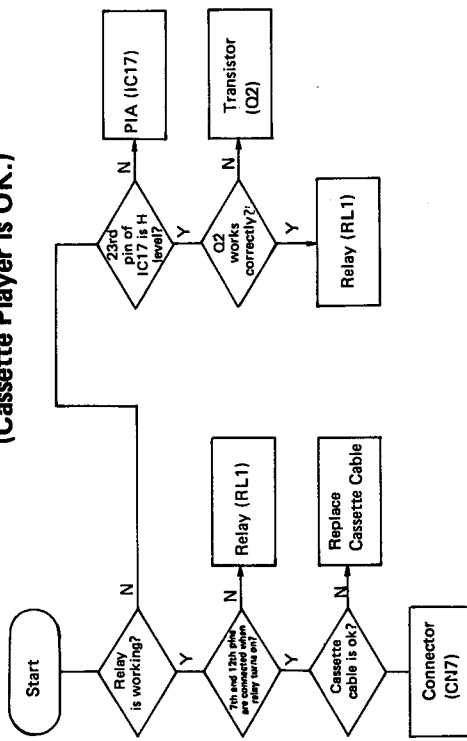 (Cassette Player is OK.)
Start
Relay
is working?
N
Y
7th and 12th pins
are connected when
relay turns on?
N
Relay (RL1)
Y
Cassette
cable is ok?
N
Replace
Cassette Cable
Connector
(CN7)
23rd
pin of
IC17 is H
level?
N
PIA (IC17)
Y
Q2
works
correctly?
N
Transistor
(Q2)
Y
Relay (RL1)